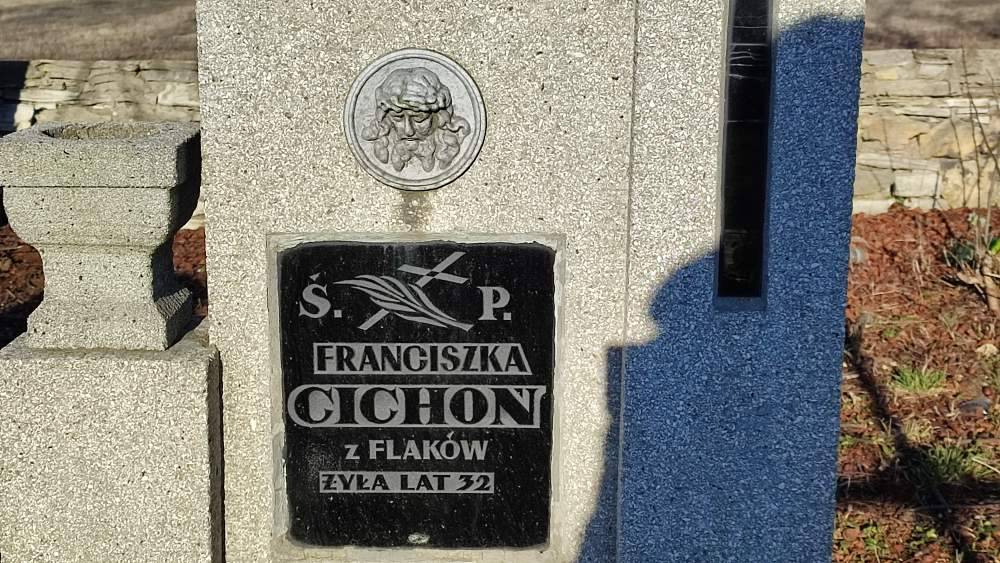 Ś. P.
FRANCISZKA
CICHON
z FLAKÓW
ŻYŁA LAT 32